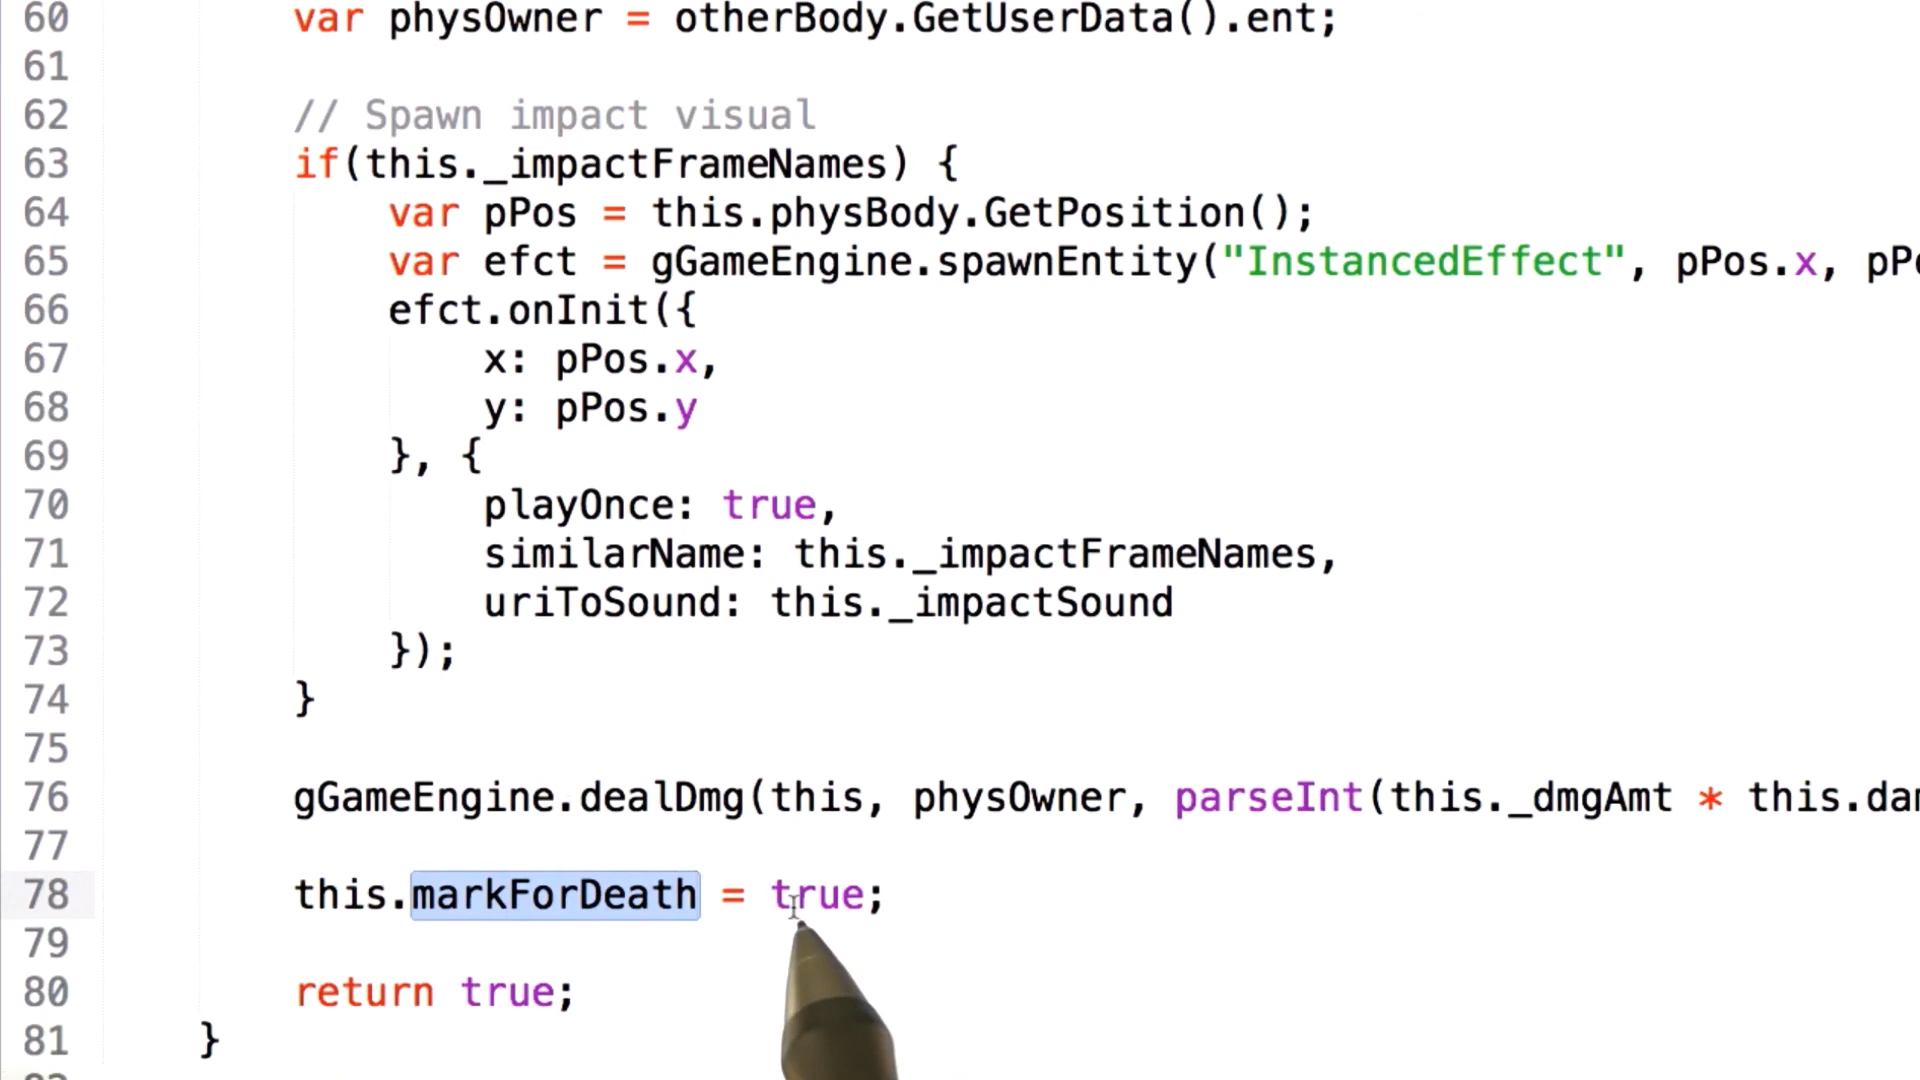 60 var physOwner = otherBody.GetUserData().ent;
61
62 // Spawn impact visual
63 if(this._impactFrameNames) {
64 var pPos = this.physBody.GetPosition();
65 var efct = gGameEngine.spawnEntity("InstancedEffect", pPos.x, pPo
66 efct.onInit({
67 x: pPos.x,
68 y: pPos.y
69 }, {
70 playOnce: true,
71 similarName: this._impactFrameNames,
72 uriToSound: this._impactSound
73 });
74 }
75
76 gGameEngine.dealDmg(this, physOwner, parseInt(this._dmgAmt * this.dam
77
78 this.markForDeath = true;
79
80 return true;
81 }